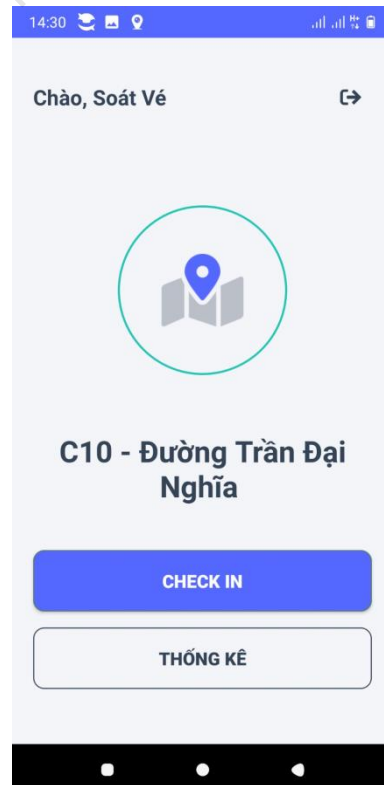 14:30
Chào, Soát Vé
C10 - Đường Trần Đại
Nghĩa
CHECK IN
THỐNG KÊ